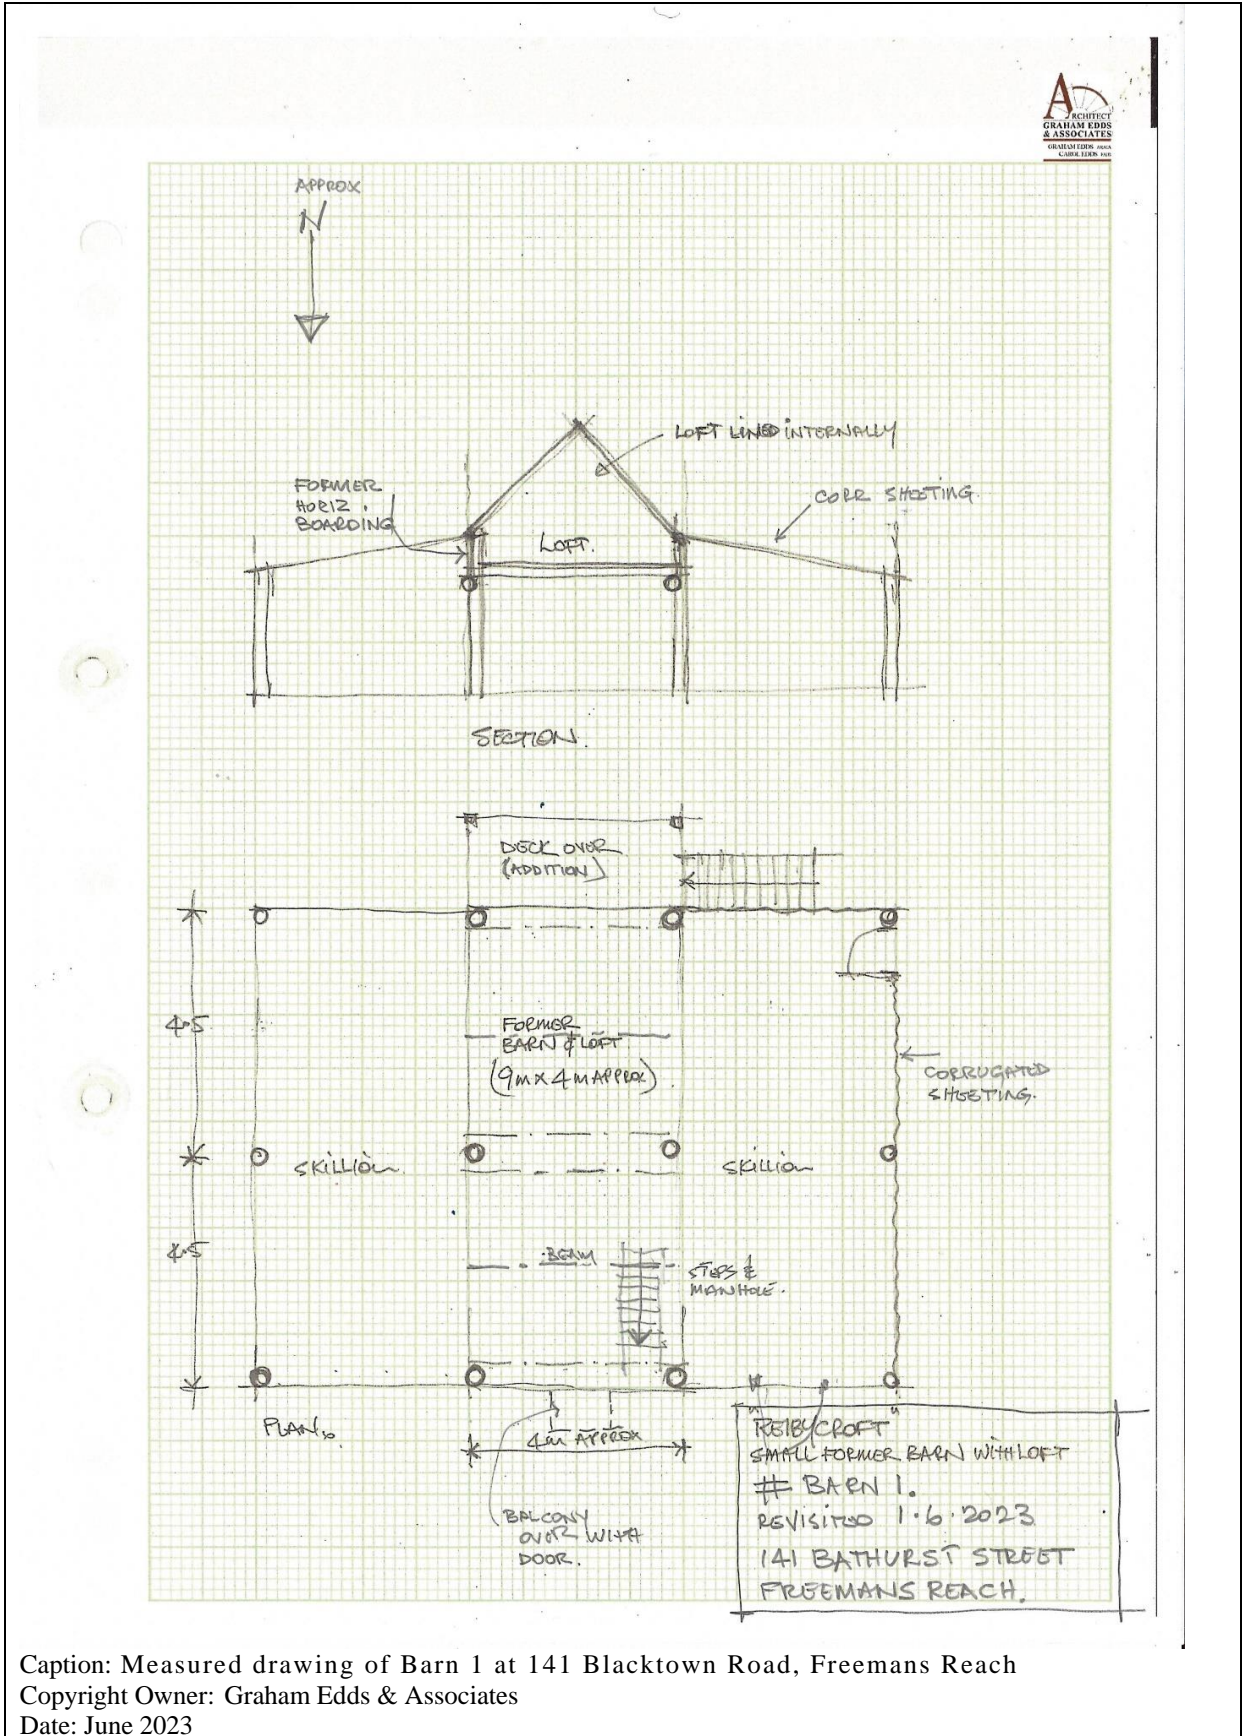 ARCHITECT
GRAHAM EDDS
& ASSOCIATES
GRAHAM EDDS
CAROL EDDS
APPROX
N
LOFT LINED INTERNALLY
FORMER
HORIZ.
BOARDING
CORR SHEETING.
LOFT.
SECTION.
DECK OVER
(ADDITION)
4.5
FORMER
BARN & LOFT
(9m x 4m APPROX)
CORRUGATED
SHEETING.
SKILLION
SKILLION
4.5
BEAM
STEPS &
MANHOLE.
PLAN.
4m APPROX
BALCONY
OVER WITH
DOOR.
REIBYCROFT
SMALL FORMER BARN WITH LOFT
# BARN 1.
REVISITED 1.6.2023
141 BATHURST STREET
FREEMANS REACH.
Caption: Measured drawing of Barn 1 at 141 Blacktown Road, Freemans Reach
Copyright Owner: Graham Edds & Associates
Date: June 2023